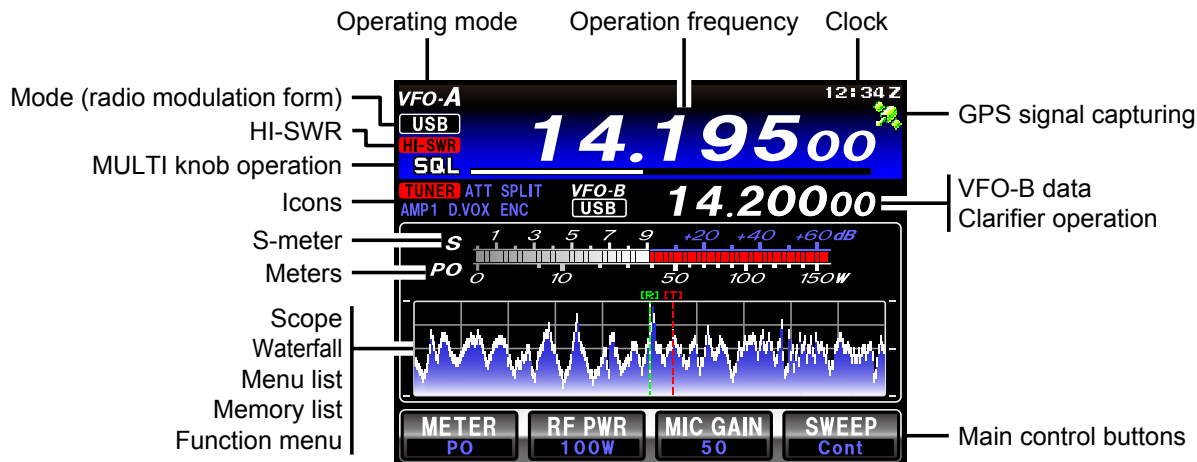 Operating mode
Operation frequency
Clock
Mode (radio modulation form)
HI-SWR
MULTI knob operation
Icons
S-meter
Meters
Scope
Waterfall
Menu list
Memory list
Function menu
VFO-A
12:34Z
USB
HI-SWR
14.19500
SQL
TUNER ATT SPLIT
AMP1 D.VOX ENC
VFO-B
USB
14.20000
S 1 3 5 7 9 +20 +40 +60dB
PO 0 10 50 100 150W
[R] [T]
METER
PO
RF PWR
100W
MIC GAIN
50
SWEEP
Cont
GPS signal capturing
VFO-B data
Clarifier operation
Main control buttons